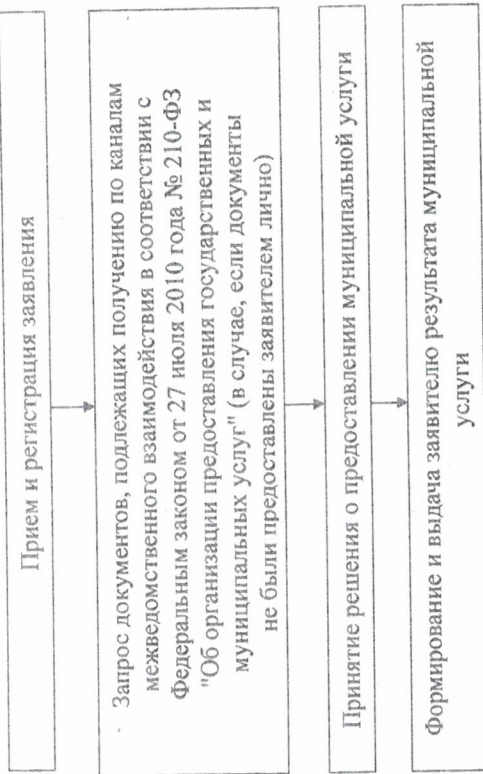 Прием и регистрация заявления
Запрос документов, подлежащих получению по каналам
межведомственного взаимодействия в соответствии с
Федеральным законом от 27 июля 2010 года № 210-ФЗ
"Об организации предоставления государственных и
муниципальных услуг" (в случае, если документы
не были предоставлены заявителем лично)
Принятие решения о предоставлении муниципальной услуги
Формирование и выдача заявителю результата муниципальной
услуги